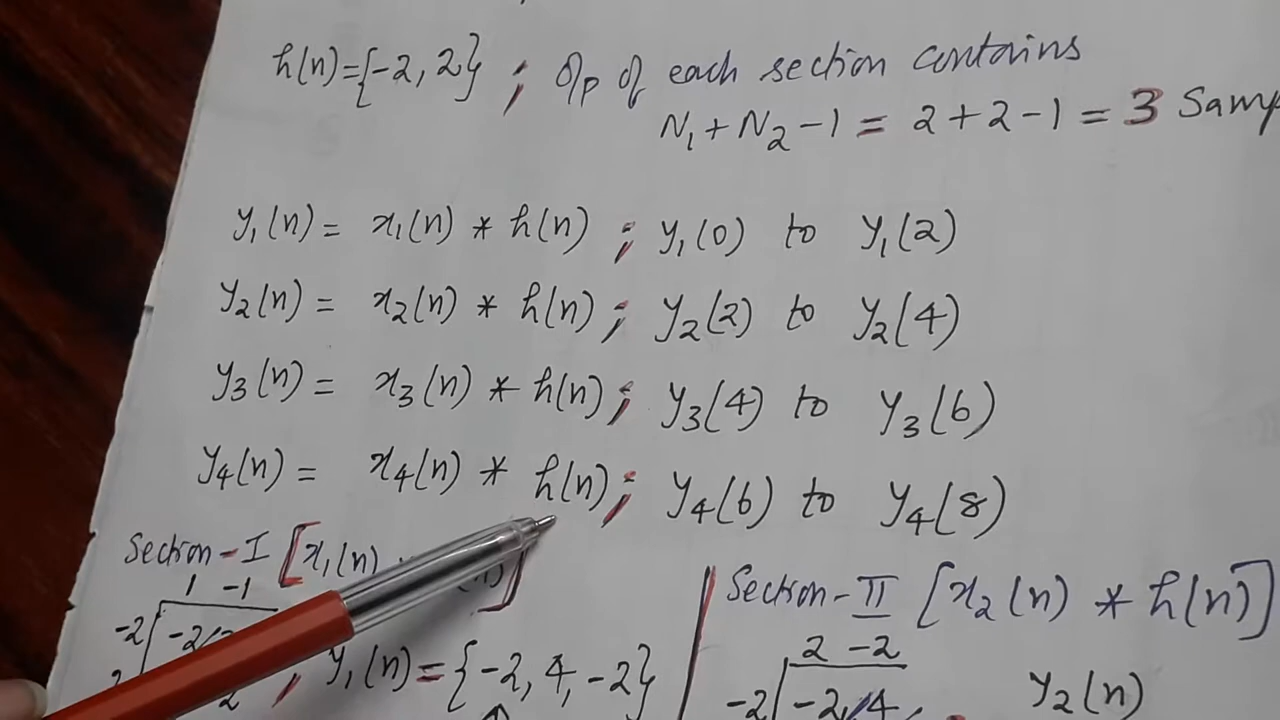 h(n)={-2, 2} ; O/p of each section contains
N₁+N₂-1 = 2+2-1 = 3 Samp
y₁(n) = x₁(n) * h(n) ; y₁(0) to y₁(2)
y₂(n) = x₂(n) * h(n) ; y₂(2) to y₂(4)
y₃(n) = x₃(n) * h(n) ; y₃(4) to y₃(6)
y₄(n) = x₄(n) * h(n) ; y₄(6) to y₄(8)
Section-I [x₁(n)
1 -1
-2
y₁(n) = {-2, 4, -2}
Section-II [x₂(n) * h(n)]
2 -2
-2 -2 4
y₂(n)